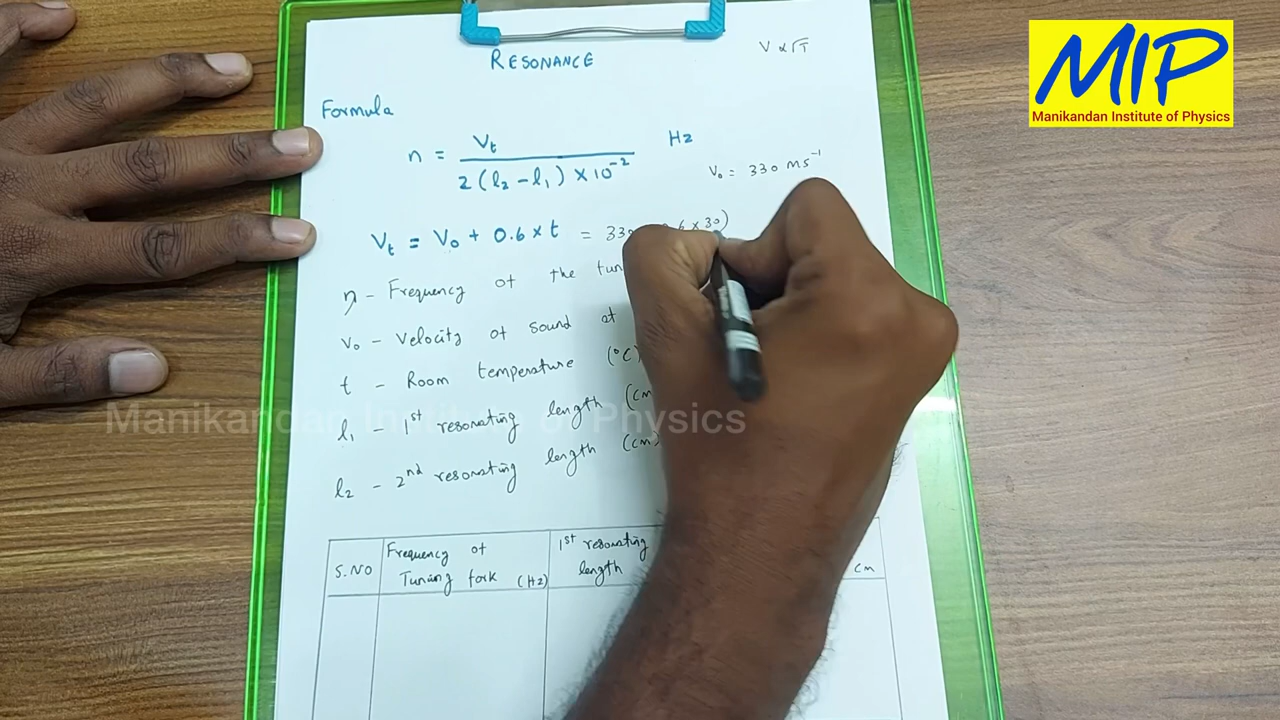 MIP
Manikandan Institute of Physics
RESONANCE
V ∝ √T
Formula
n = Vt / 2 (l2 - l1) × 10^-2 Hz
V0 = 330 ms^-1
Vt = V0 + 0.6 × t = 330 0.6 × 30)
n - Frequency of the
V0 - Velocity of sound at
t - Room temperature (°C)
l1 - 1st resonating length (cm
l2 - 2nd resonating length (cm)
Manikandan Institute of Physics
S.NO
Frequency of
Tuning fork (Hz)
1st resonating
length
cm